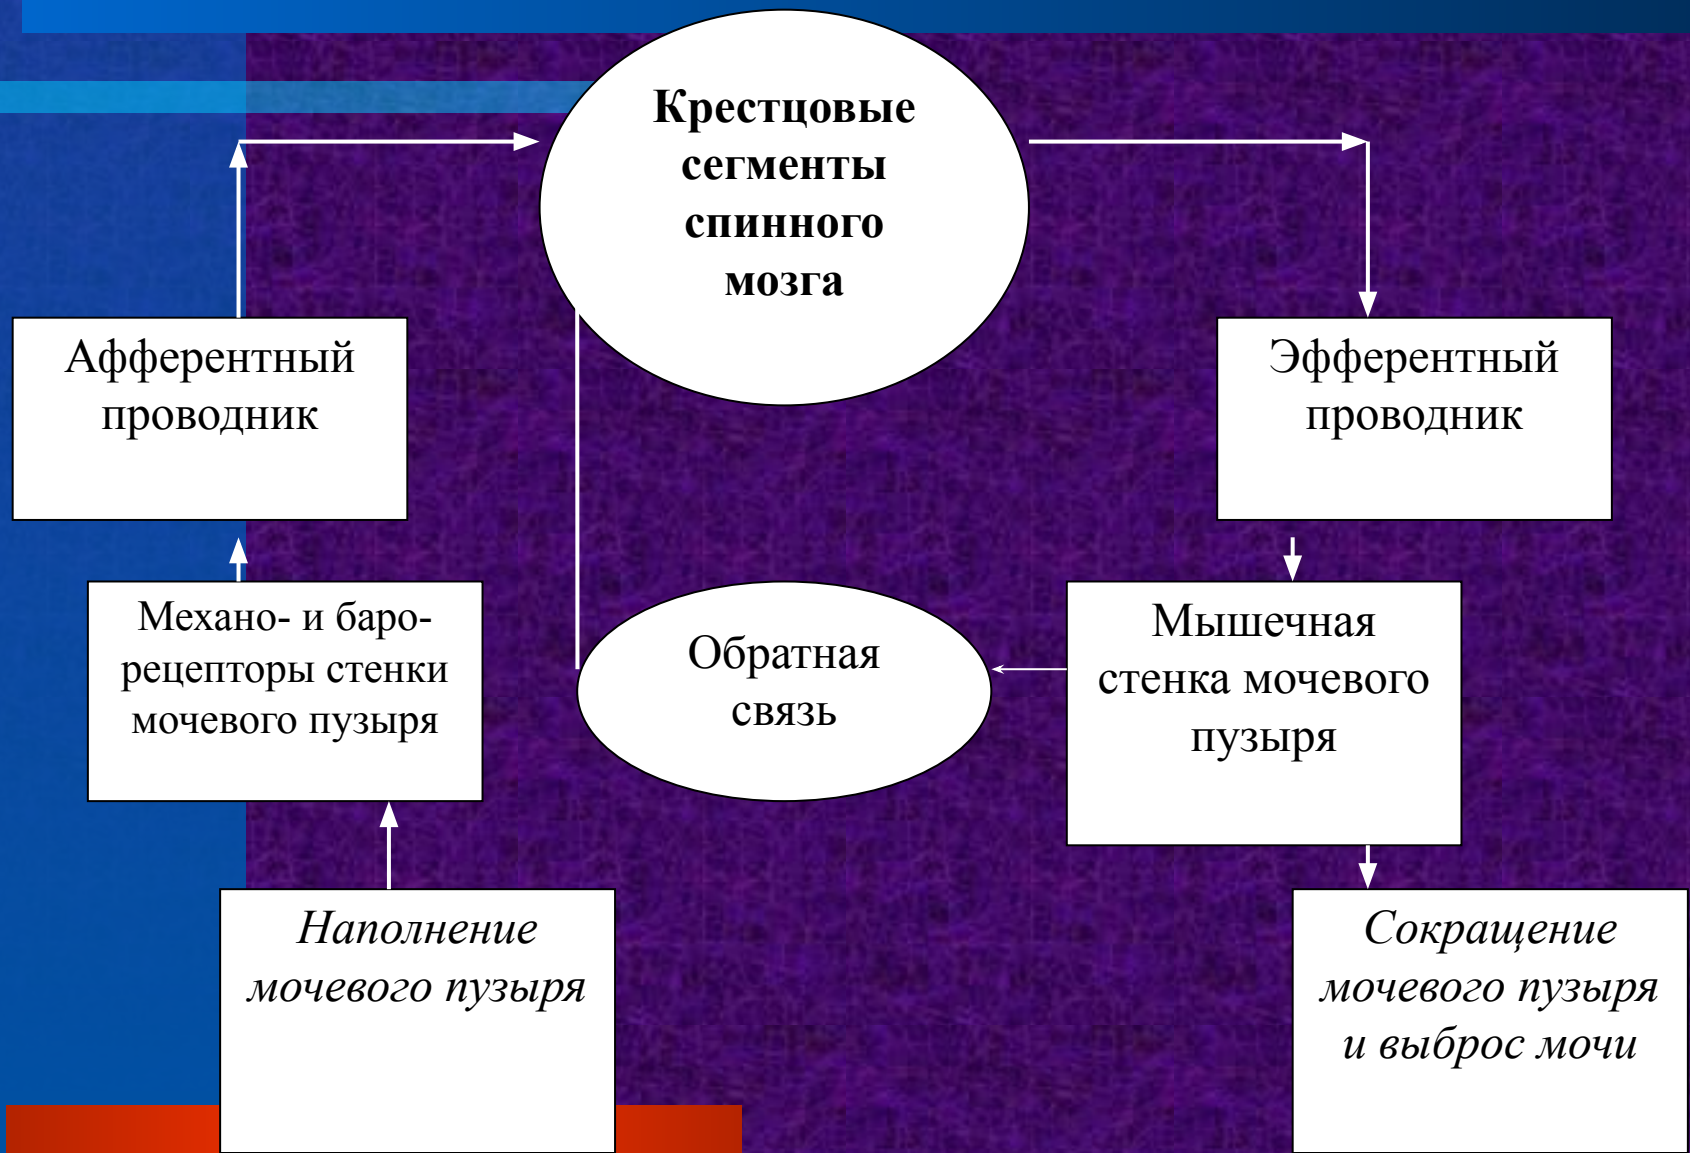 Крестцовые
сегменты
спинного
мозга
Афферентный
проводник
Эфферентный
проводник
Механо- и баро-
рецепторы стенки
мочевого пузыря
Обратная
связь
Мышечная
стенка мочевого
пузыря
Наполнение
мочевого пузыря
Сокращение
мочевого пузыря
и выброс мочи